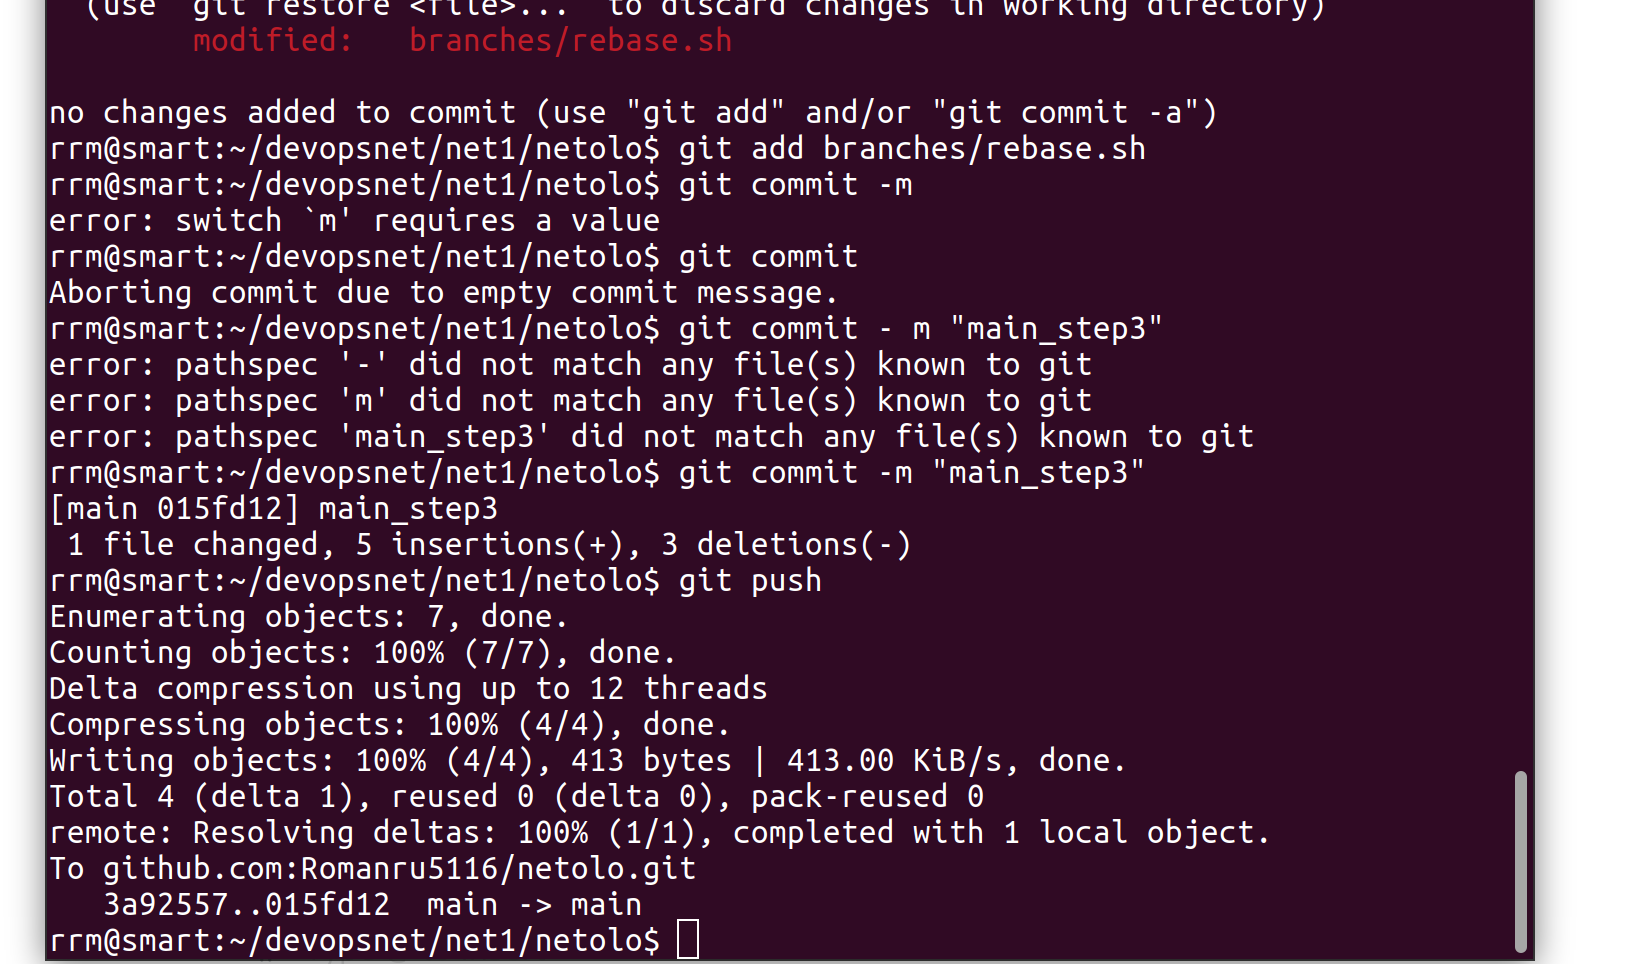 (use "git restore <file>..." to discard changes in working directory)
modified:   branches/rebase.sh
no changes added to commit (use "git add" and/or "git commit -a")
rrm@smart:~/devopsnet/net1/netolo$ git add branches/rebase.sh
rrm@smart:~/devopsnet/net1/netolo$ git commit -m
error: switch `m' requires a value
rrm@smart:~/devopsnet/net1/netolo$ git commit
Aborting commit due to empty commit message.
rrm@smart:~/devopsnet/net1/netolo$ git commit - m "main_step3"
error: pathspec '-' did not match any file(s) known to git
error: pathspec 'm' did not match any file(s) known to git
error: pathspec 'main_step3' did not match any file(s) known to git
rrm@smart:~/devopsnet/net1/netolo$ git commit -m "main_step3"
[main 015fd12] main_step3
 1 file changed, 5 insertions(+), 3 deletions(-)
rrm@smart:~/devopsnet/net1/netolo$ git push
Enumerating objects: 7, done.
Counting objects: 100% (7/7), done.
Delta compression using up to 12 threads
Compressing objects: 100% (4/4), done.
Writing objects: 100% (4/4), 413 bytes | 413.00 KiB/s, done.
Total 4 (delta 1), reused 0 (delta 0), pack-reused 0
remote: Resolving deltas: 100% (1/1), completed with 1 local object.
To github.com:Romanru5116/netolo.git
   3a92557..015fd12  main -> main
rrm@smart:~/devopsnet/net1/netolo$